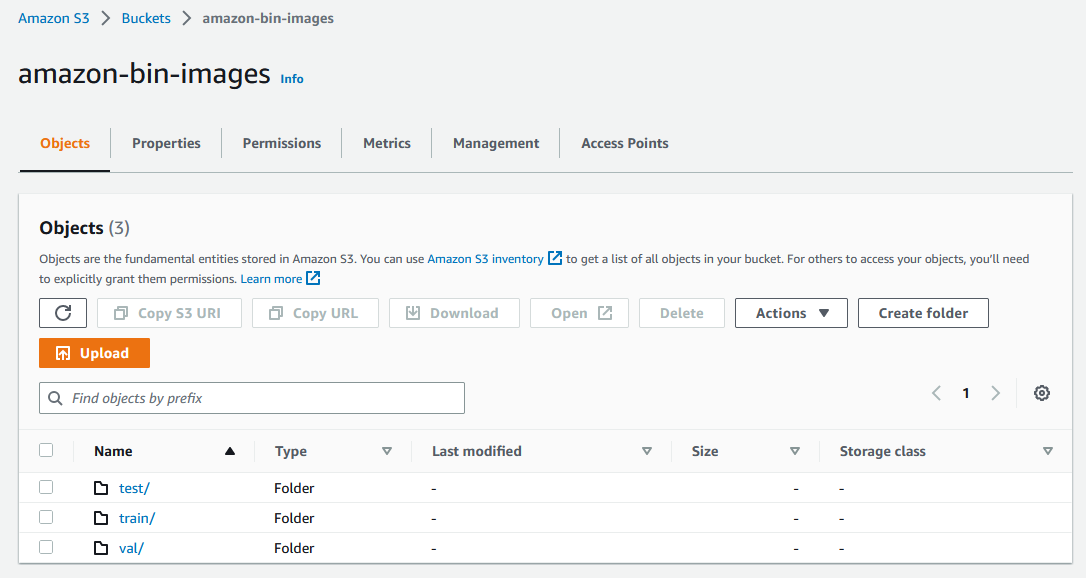 Amazon S3 > Buckets > amazon-bin-images
amazon-bin-images Info
Objects Properties Permissions Metrics Management Access Points
Objects (3)
Objects are the fundamental entities stored in Amazon S3. You can use Amazon S3 inventory to get a list of all objects in your bucket. For others to access your objects, you'll need
to explicitly grant them permissions. Learn more
Copy S3 URI Copy URL Download Open Delete Actions Create folder
Upload
Find objects by prefix 1
Name Type Last modified Size Storage class
test/ Folder - - -
train/ Folder - - -
val/ Folder - - -